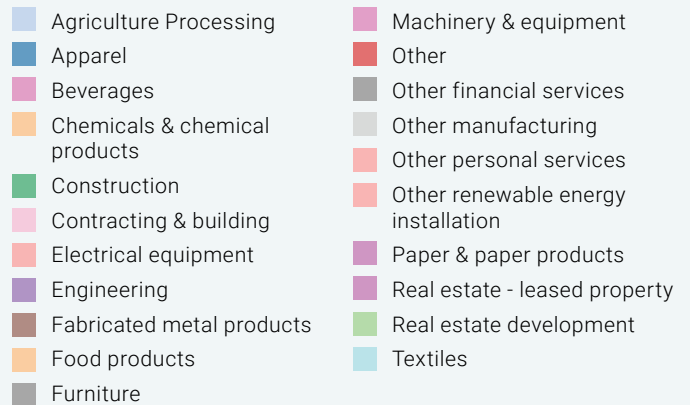 Agriculture Processing
Apparel
Beverages
Chemicals & chemical
products
Construction
Contracting & building
Electrical equipment
Engineering
Fabricated metal products
Food products
Furniture
Machinery & equipment
Other
Other financial services
Other manufacturing
Other personal services
Other renewable energy
installation
Paper & paper products
Real estate - leased property
Real estate development
Textiles